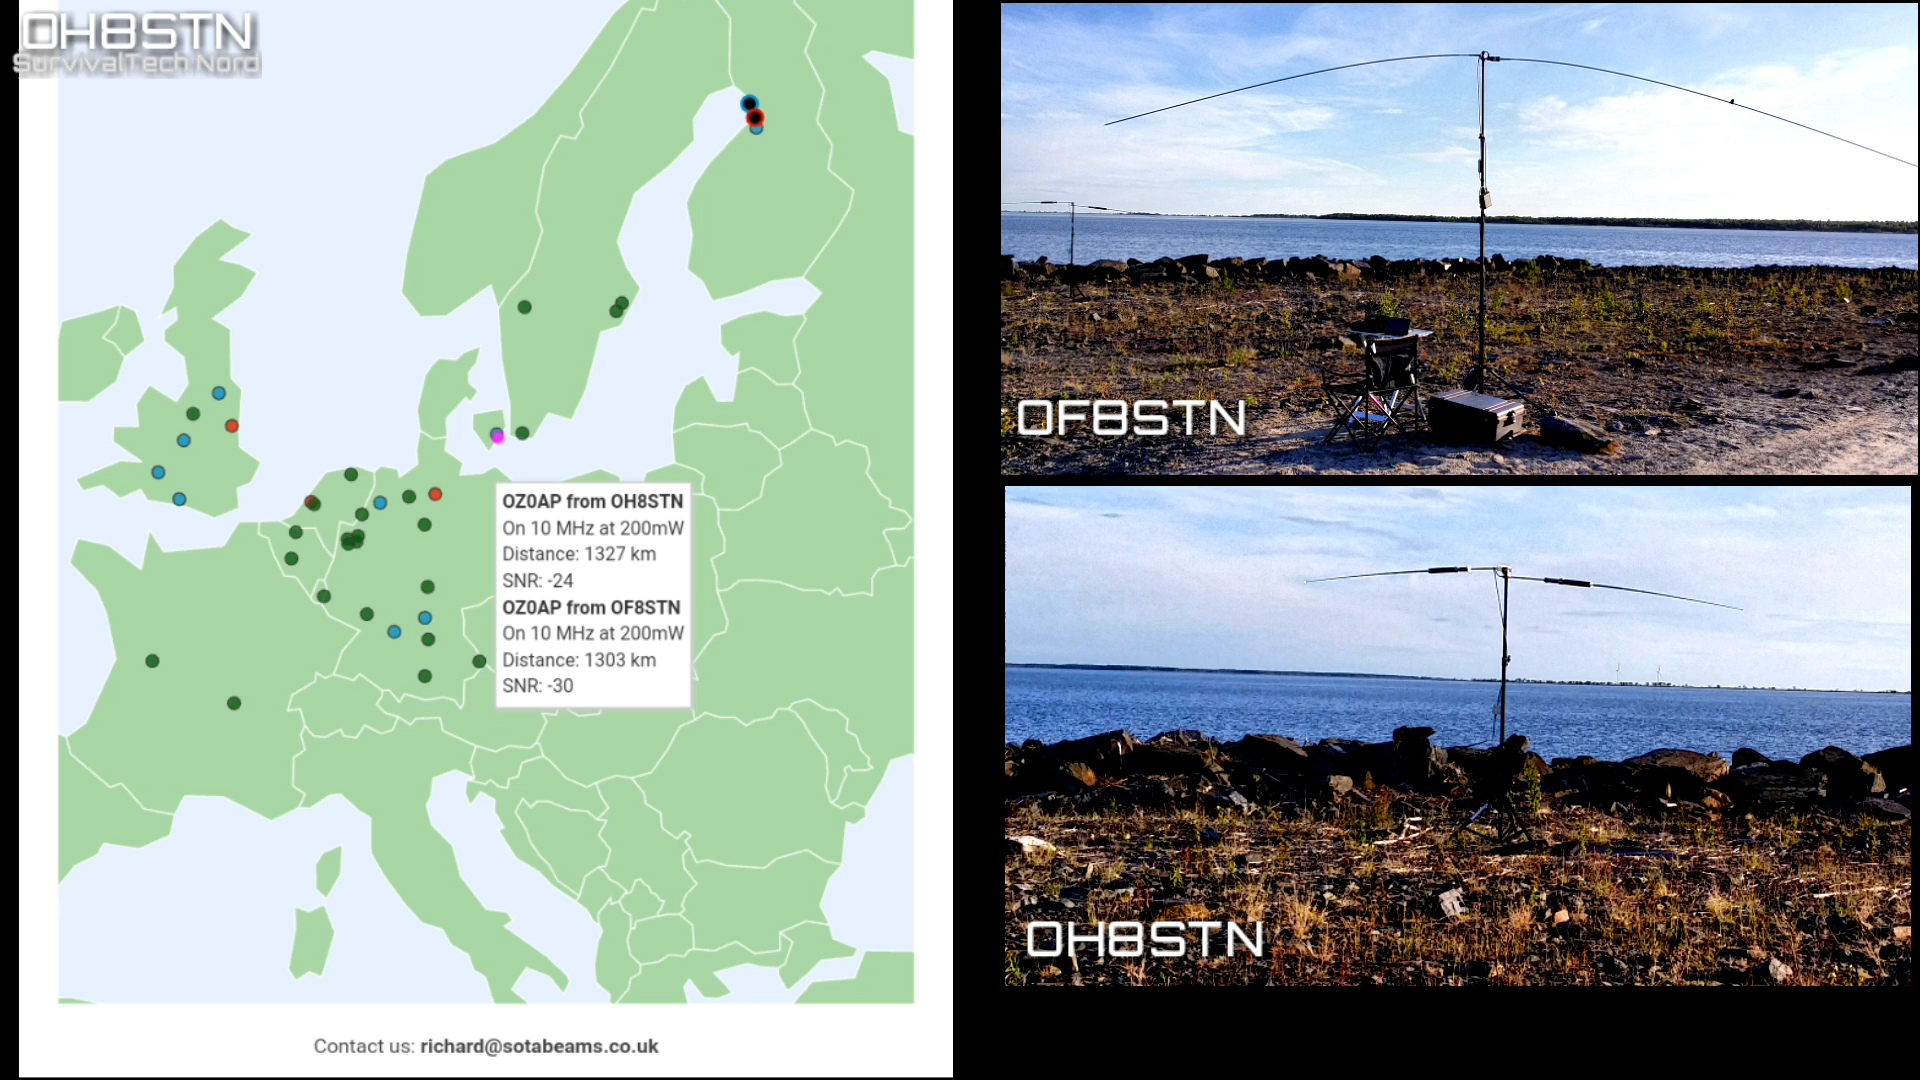 OH8STN
SurvivalTech Nord
OZ0AP from OH8STN
On 10 MHz at 200mW
Distance: 1327 km
SNR: -24
OZ0AP from OF8STN
On 10 MHz at 200mW
Distance: 1303 km
SNR: -30
Contact us: richard@sotabeams.co.uk
OF8STN
OH8STN